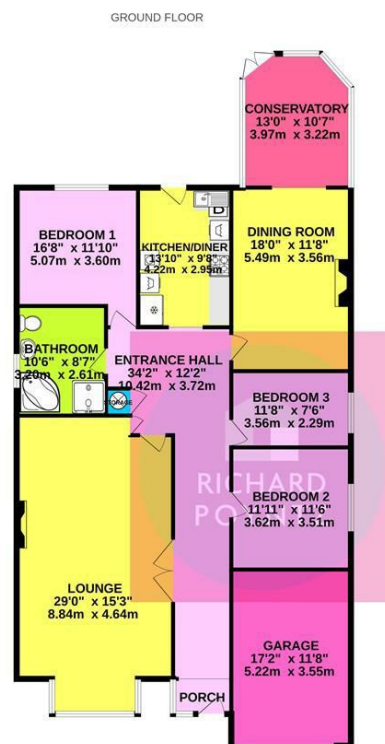 GROUND FLOOR
CONSERVATORY
13'0" x 10'7"
3.97m x 3.22m
BEDROOM 1
16'8" x 11'10"
5.07m x 3.60m
KITCHEN/DINER
13'10" x 9'8"
4.22m x 2.95m
DINING ROOM
18'0" x 11'8"
5.49m x 3.56m
BATHROOM
10'6" x 8'7"
3.20m x 2.61m
ENTRANCE HALL
34'2" x 12'2"
10.42m x 3.72m
STORAGE
BEDROOM 3
11'8" x 7'6"
3.56m x 2.29m
RICHARD
BEDROOM 2
11'11" x 11'6"
3.62m x 3.51m
LOUNGE
29'0" x 15'3"
8.84m x 4.64m
GARAGE
17'2" x 11'8"
5.22m x 3.55m
PORCH